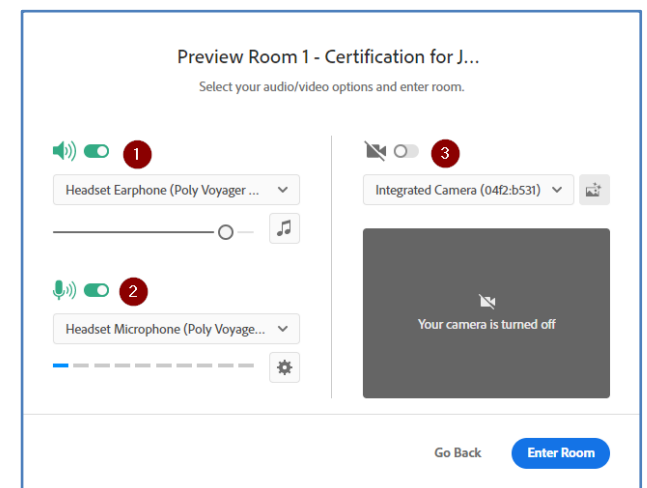 Preview Room 1 - Certification for J...
Select your audio/video options and enter room.
1
Headset Earphone (Poly Voyager ...
2
Headset Microphone (Poly Voyage...
3
Integrated Camera (04f2:b531)
Your camera is turned off
Go Back
Enter Room